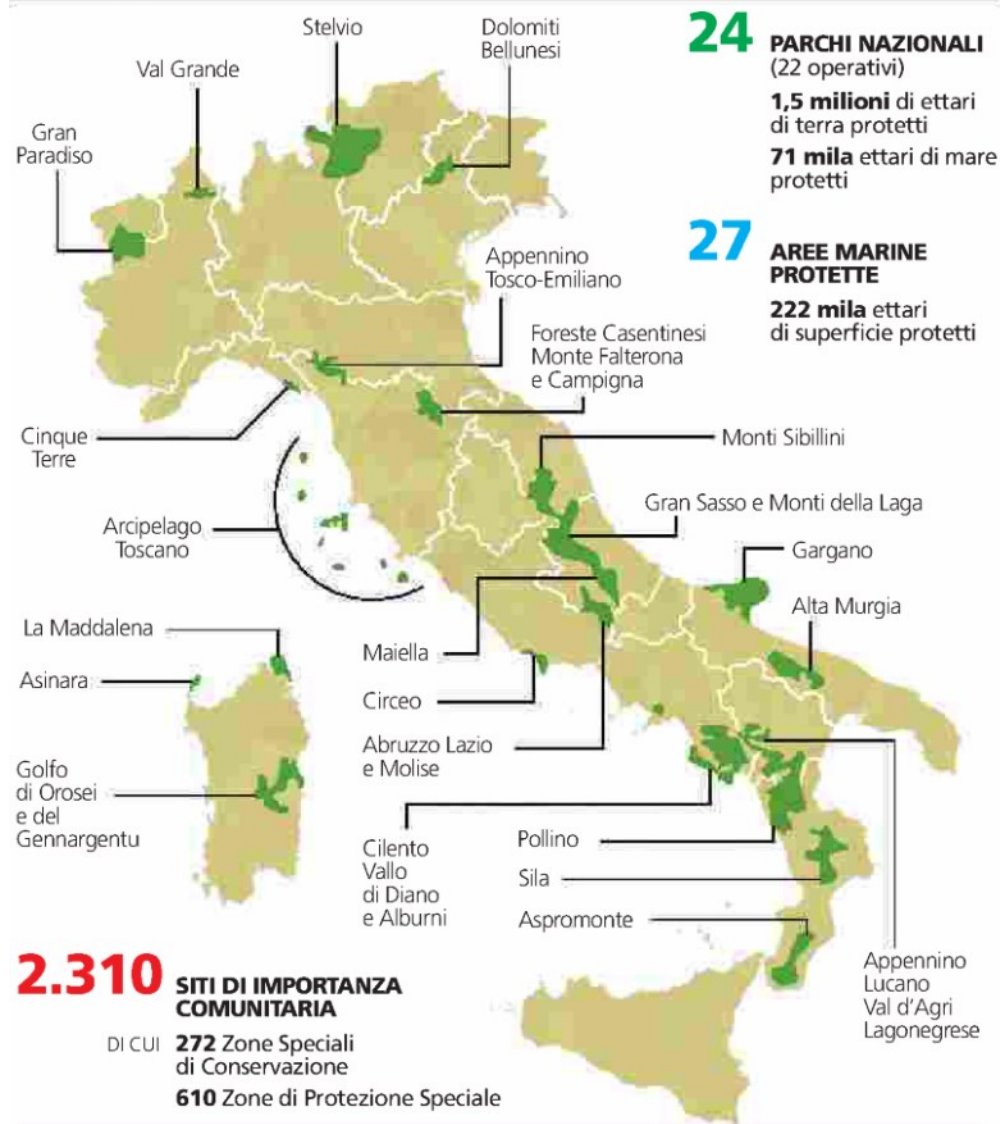 Stelvio
Dolomiti
Bellunesi
Val Grande
Gran
Paradiso
24 PARCHI NAZIONALI
(22 operativi)
1,5 milioni di ettari
di terra protetti
71 mila ettari di mare
protetti
27 AREE MARINE
PROTETTE
222 mila ettari
di superficie protetti
Appennino
Tosco-Emiliano
Foreste Casentinesi
Monte Falterona
e Campigna
Cinque
Terre
Monti Sibillini
Gran Sasso e Monti della Laga
Arcipelago
Toscano
Gargano
Alta Murgia
La Maddalena
Asinara
Maiella
Circeo
Abruzzo Lazio
e Molise
Golfo
di Orosei
e del
Gennargentu
Cilento
Vallo
di Diano
e Alburni
Pollino
Sila
Aspromonte
Appennino
Lucano
Val d'Agri
Lagonegrese
2.310 SITI DI IMPORTANZA
COMUNITARIA
DI CUI 272 Zone Speciali
di Conservazione
610 Zone di Protezione Speciale